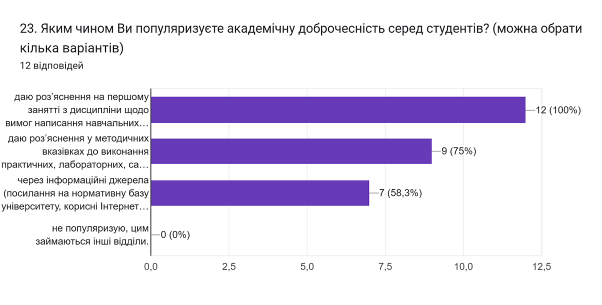 23. Яким чином Ви популяризуєте академічну доброчесність серед студентів? (можна обрати
кілька варіантів)
12 відповідей
даю роз’яснення на першому
занятті з дисципліни щодо
вимог написання навчальних…
12 (100%)
даю роз’яснення у методичних
вказівках до виконання
практичних, лабораторних, са…
9 (75%)
через інформаційні джерела
(посилання на нормативну базу
університету, корисні Інтернет…
7 (58,3%)
не популяризую, цим
займаються інші відділи.
0 (0%)
0,0 2,5 5,0 7,5 10,0 12,5